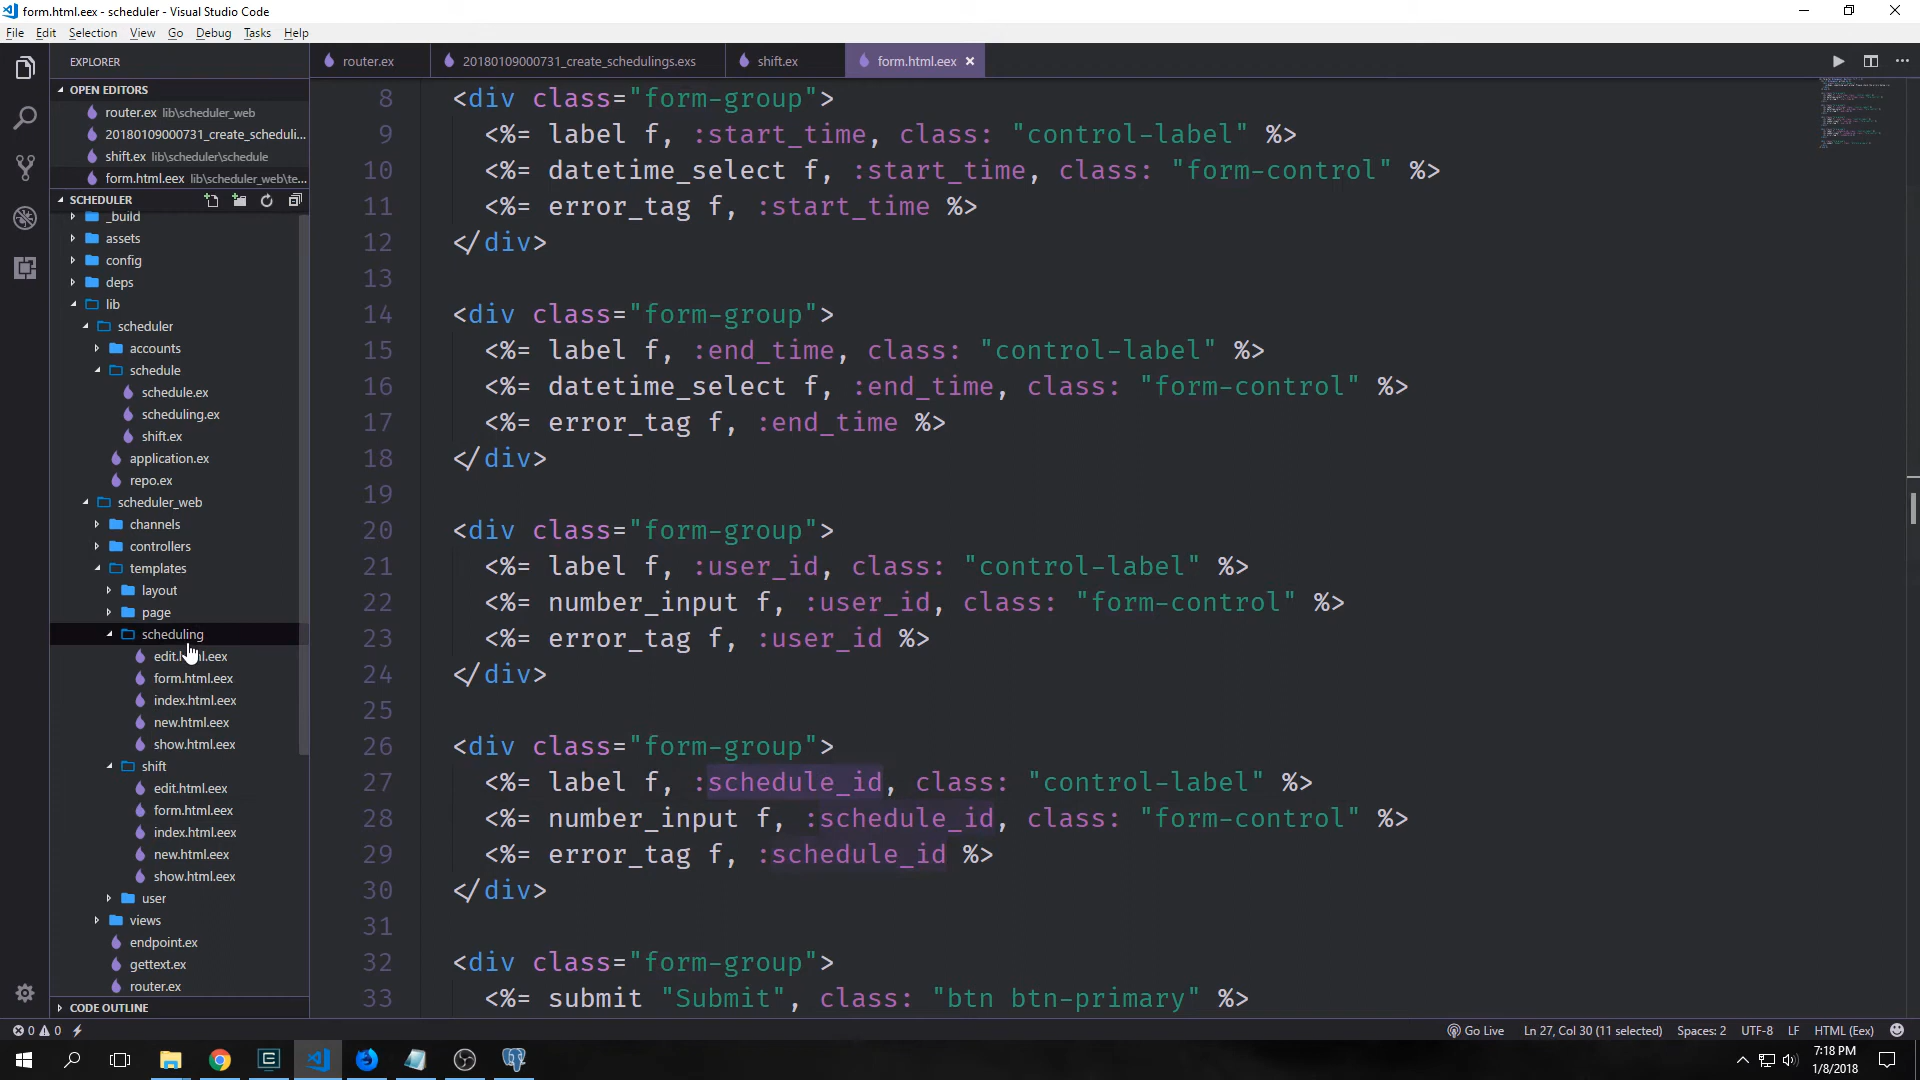 form.html.eex - scheduler - Visual Studio Code
File Edit Selection View Go Debug Tasks Help
EXPLORER
OPEN EDITORS
router.ex lib\scheduler_web
20180109000731_create_scheduli...
shift.ex lib\scheduler\schedule
form.html.eex lib\scheduler_web\te...
SCHEDULER
_build
assets
config
deps
lib
scheduler
accounts
schedule
schedule.ex
scheduling.ex
shift.ex
application.ex
repo.ex
scheduler_web
channels
controllers
templates
layout
page
scheduling
form.html.eex
index.html.eex
new.html.eex
show.html.eex
shift
edit.html.eex
form.html.eex
index.html.eex
new.html.eex
show.html.eex
user
views
endpoint.ex
gettext.ex
router.ex
CODE OUTLINE
router.ex 20180109000731_create_schedulings.exs shift.ex form.html.eex
8 <div class="form-group">
9 <%= label f, :start_time, class: "control-label" %>
10 <%= datetime_select f, :start_time, class: "form-control" %>
11 <%= error_tag f, :start_time %>
12 </div>
13
14 <div class="form-group">
15 <%= label f, :end_time, class: "control-label" %>
16 <%= datetime_select f, :end_time, class: "form-control" %>
17 <%= error_tag f, :end_time %>
18 </div>
19
20 <div class="form-group">
21 <%= label f, :user_id, class: "control-label" %>
22 <%= number_input f, :user_id, class: "form-control" %>
23 <%= error_tag f, :user_id %>
24 </div>
25
26 <div class="form-group">
27 <%= label f, :schedule_id, class: "control-label" %>
28 <%= number_input f, :schedule_id, class: "form-control" %>
29 <%= error_tag f, :schedule_id %>
30 </div>
31
32 <div class="form-group">
33 <%= submit "Submit", class: "btn btn-primary" %>
0 0 Go Live Ln 27, Col 30 (11 selected) Spaces: 2 UTF-8 LF HTML (Eex)
7:18 PM
1/8/2018